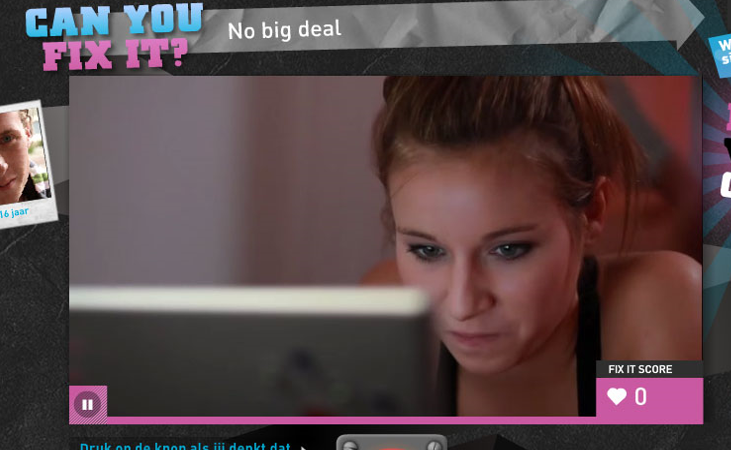 CAN YOU
FIX IT?
No big deal
16 jaar
FIX IT SCORE
0
Druk op de knop als jij denkt dat